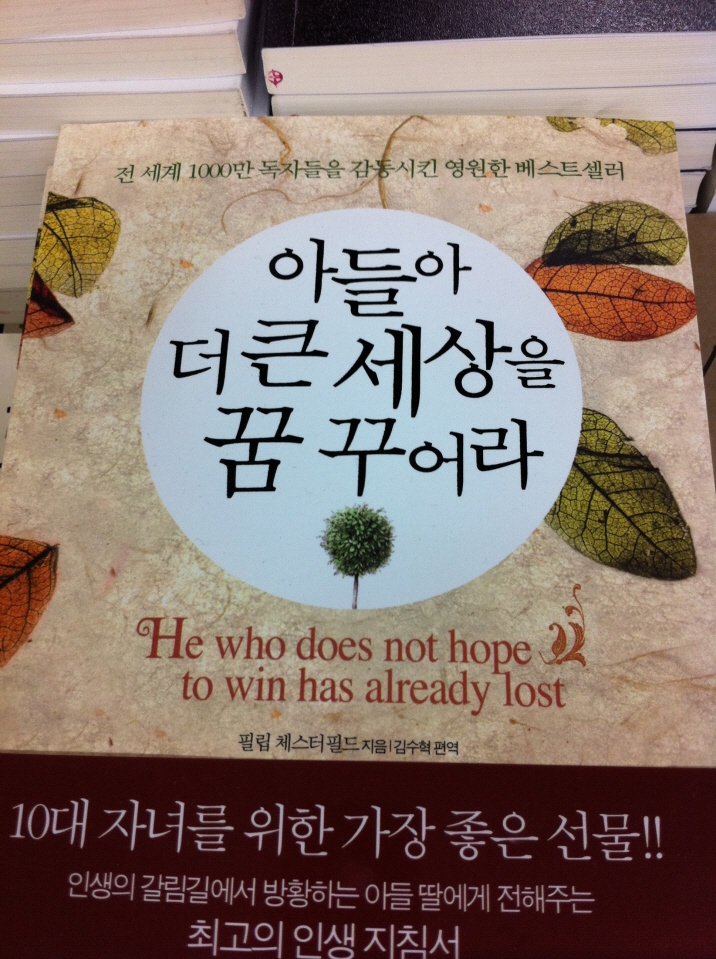 전 세계 1000만 독자들을 감동시킨 영원한 베스트셀러
아들아
더 큰 세상을
꿈 꾸어라
He who does not hope
to win has already lost
필립 체스터필드 지음 | 김수혁 편역
10대 자녀를 위한 가장 좋은 선물!!
인생의 갈림길에서 방황하는 아들 딸에게 전해주는
최고의 인생 지침서